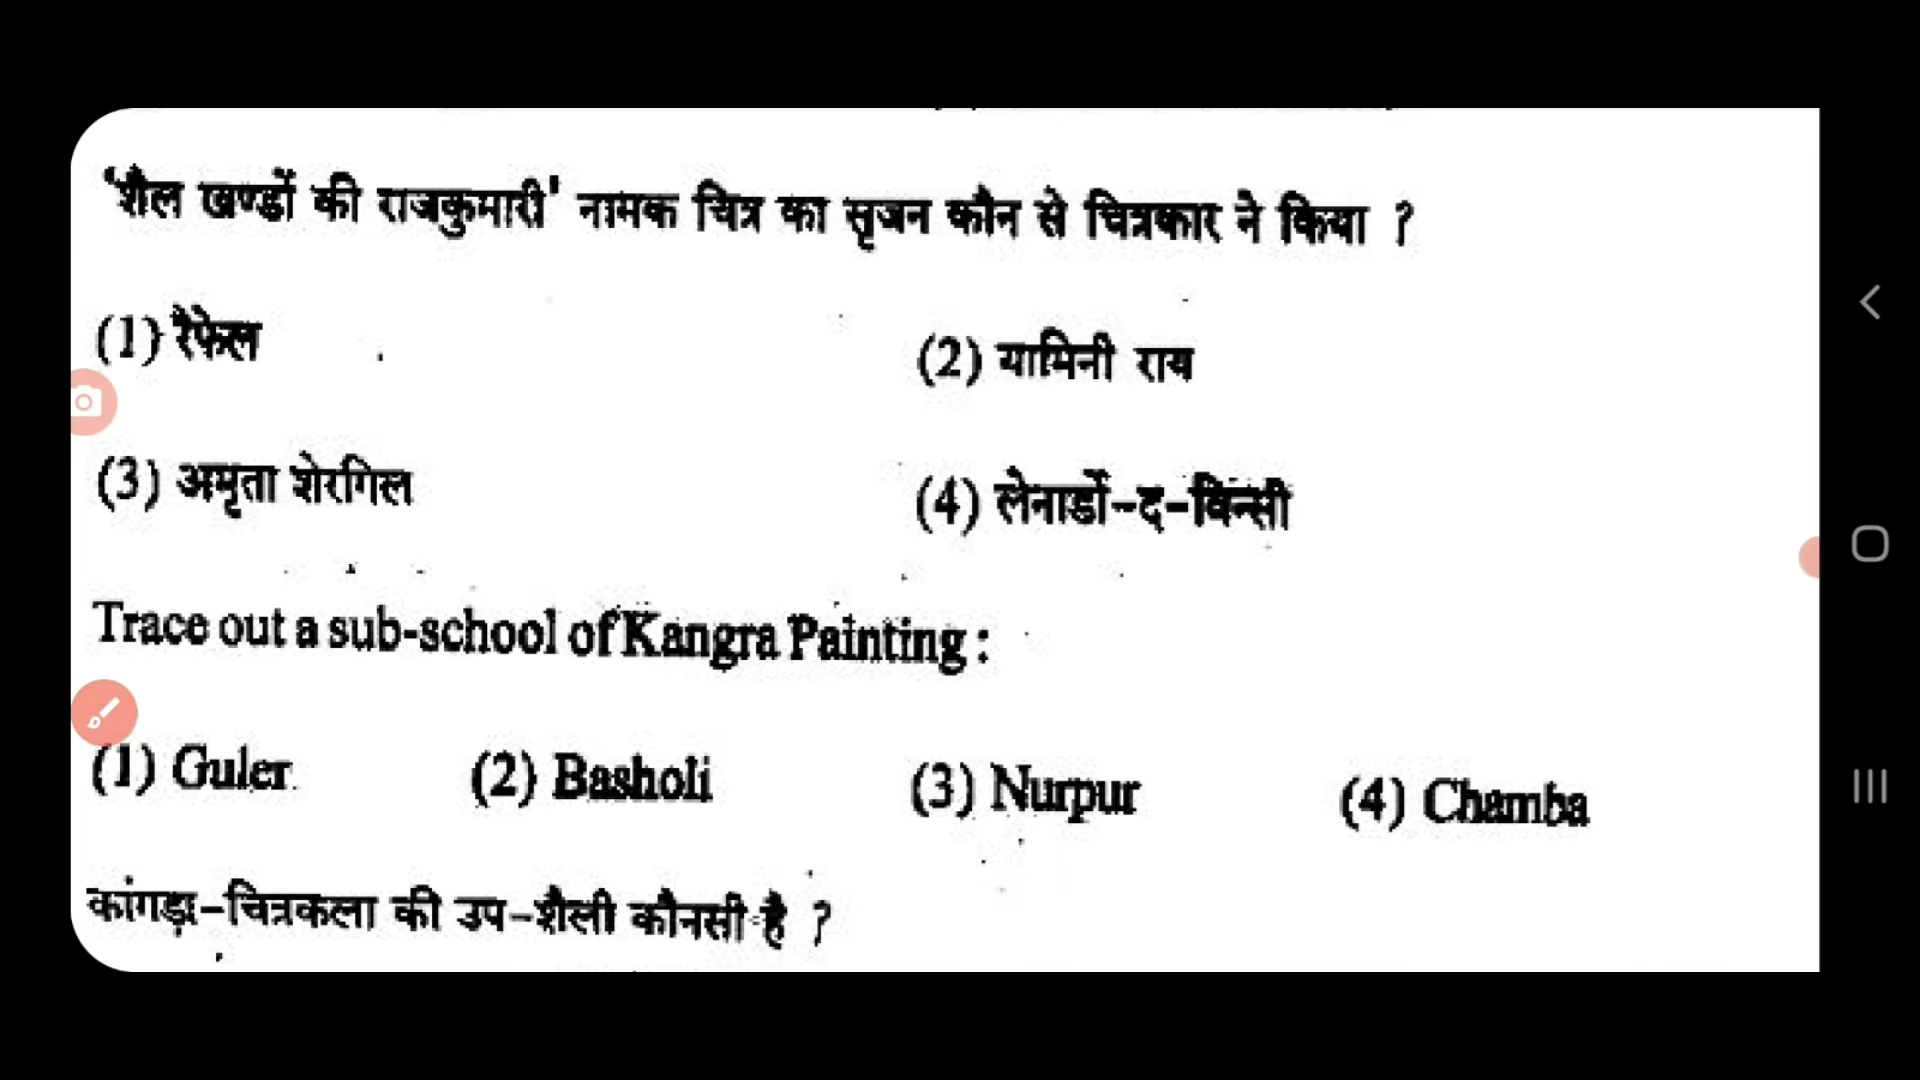 'शैल खण्डों की राजकुमारी' नामक चित्र का सृजन कौन से चित्रकार ने किया ?
(1) रैफेल (2) यामिनी राय
(3) अमृता शेरगिल (4) लेनार्डो-द-विन्सी
Trace out a sub-school of Kangra Painting :
(1) Guler (2) Basholi (3) Nurpur (4) Chamba
कांगड़ा-चित्रकला की उप-शैली कौनसी है ?